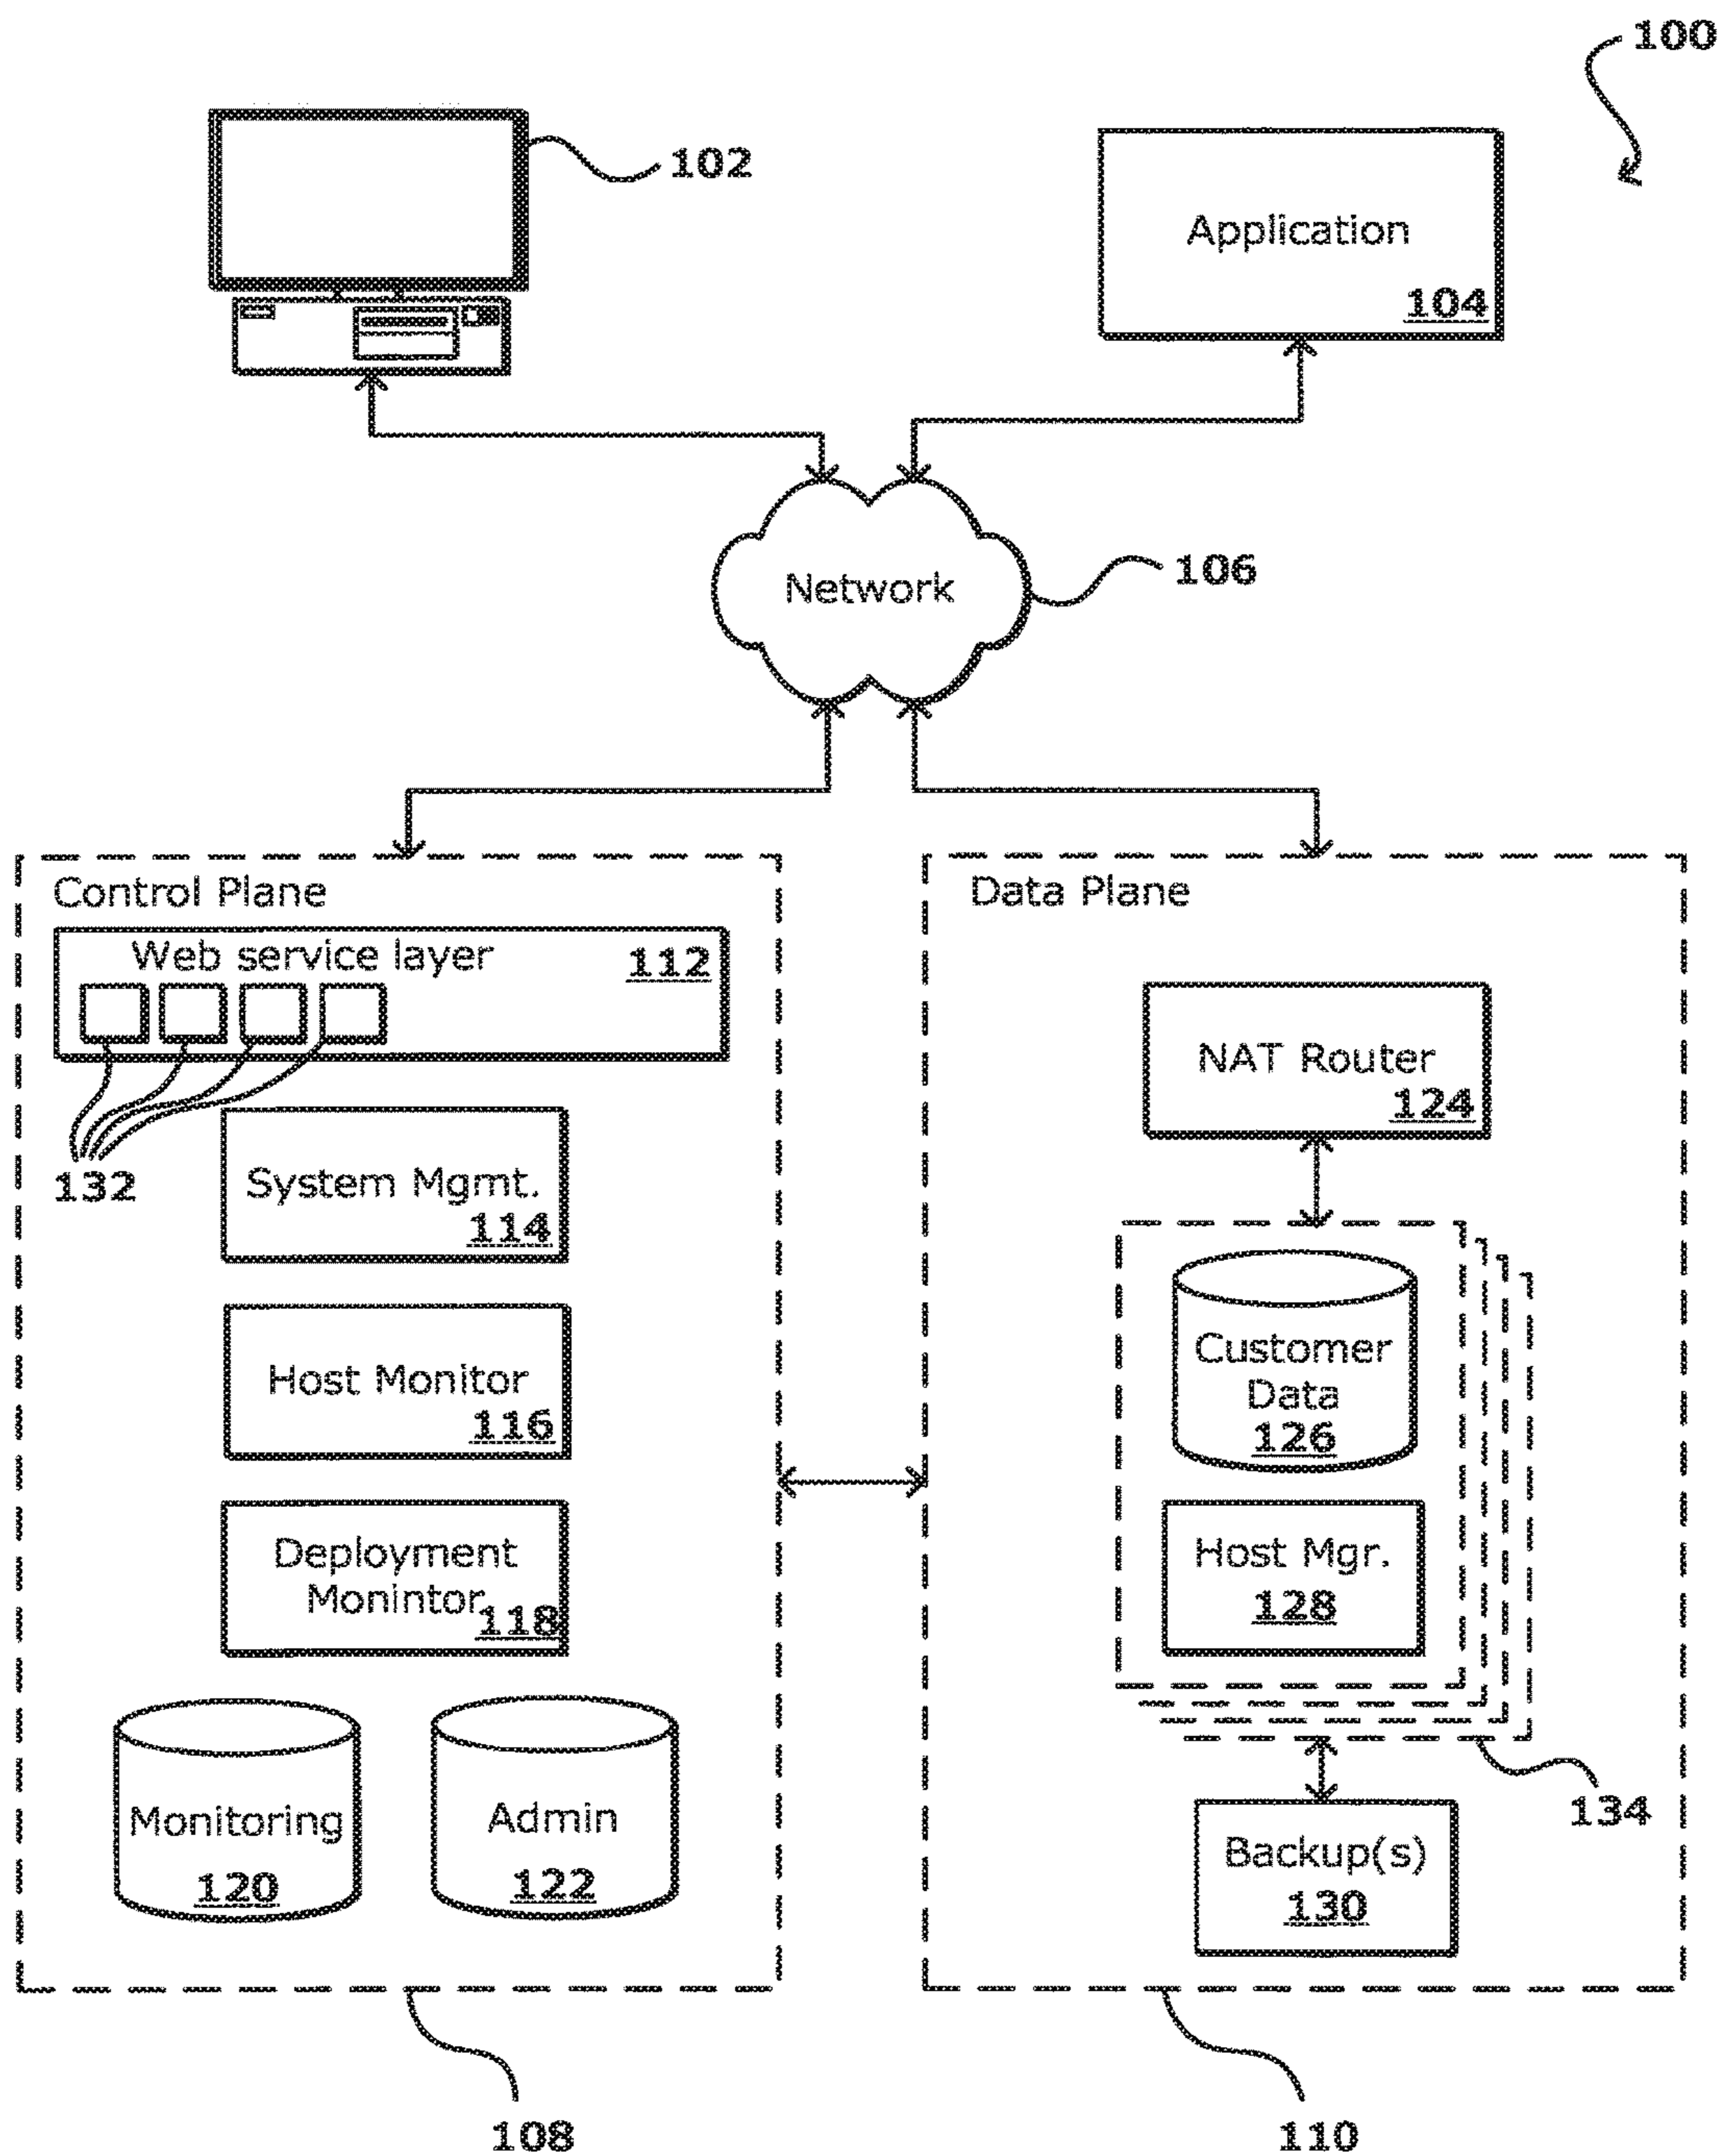 100
102
Application
104
Network
106
Control Plane
Web service layer
112
132
System Mgmt.
114
Host Monitor
116
Deployment
Monintor
118
Monitoring
120
Admin
122
108
Data Plane
NAT Router
124
Customer
Data
126
Host Mgr.
128
134
Backup(s)
130
110